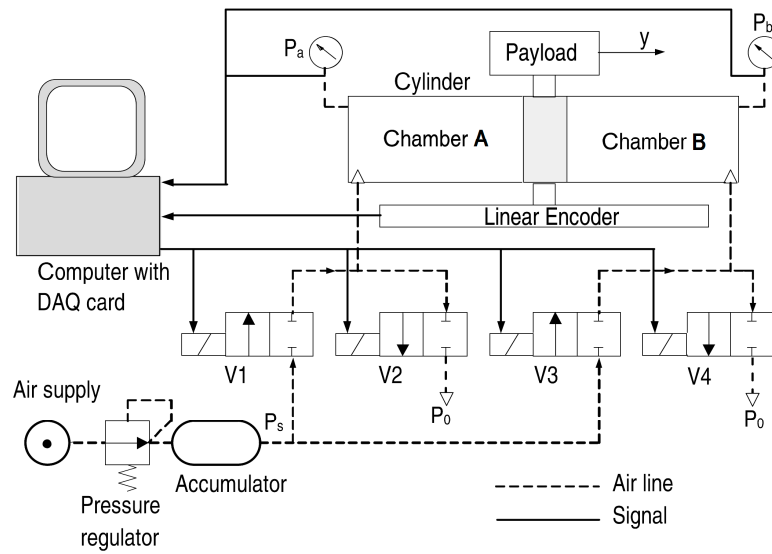 Pa
Pb
Payload
y
Cylinder
Chamber A
Chamber B
Linear Encoder
Computer with
DAQ card
V1
V2
V3
V4
Air supply
Ps
P0
P0
Accumulator
Pressure
regulator
Air line
Signal